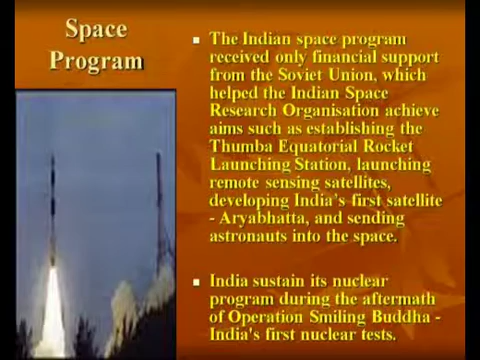 Space
Program
The Indian space program
received only financial support
from the Soviet Union, which
helped the Indian Space
Research Organisation achieve
aims such as establishing the
Thumba Equatorial Rocket
Launching Station, launching
remote sensing satellites,
developing India's first satellite
- Aryabhatta, and sending
astronauts into the space.
India sustain its nuclear
program during the aftermath
of Operation Smiling Buddha -
India's first nuclear tests.